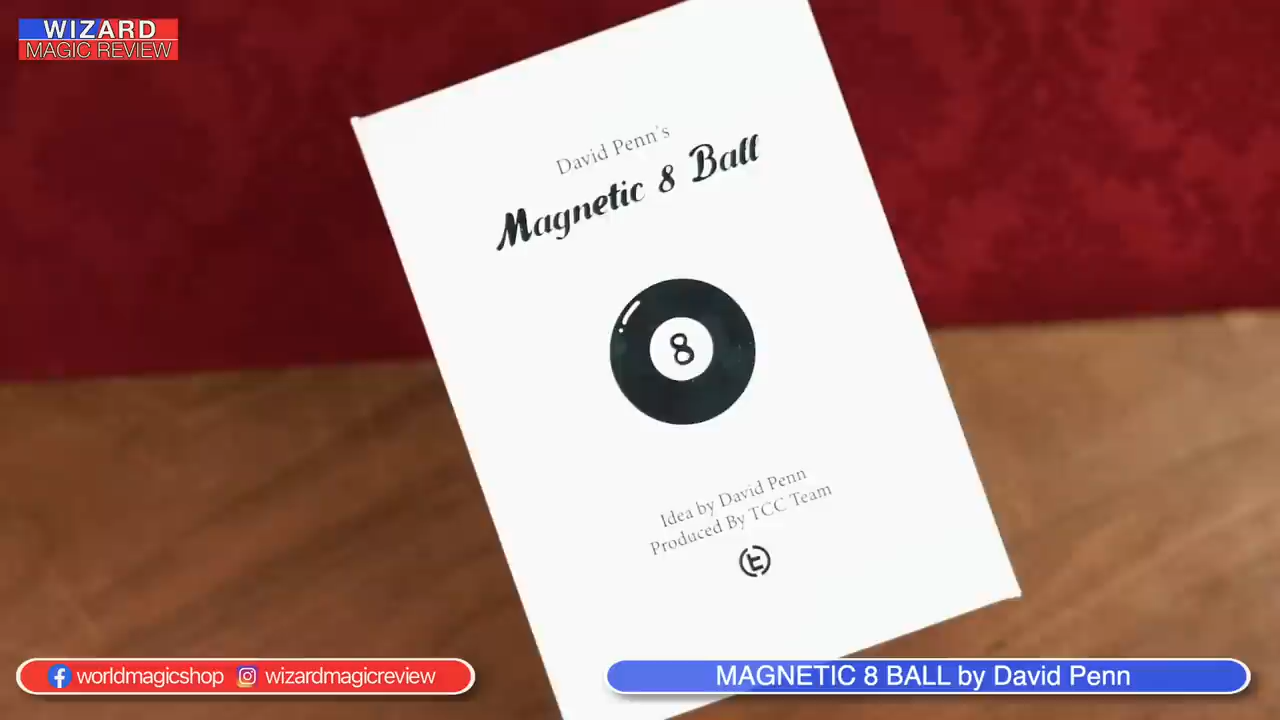 WIZARD
MAGIC REVIEW
David Penn's
Magnetic 8 Ball
8
Idea by David Penn
Produced By TCC Team
worldmagicshop wizardmagicreview
MAGNETIC 8 BALL by David Penn